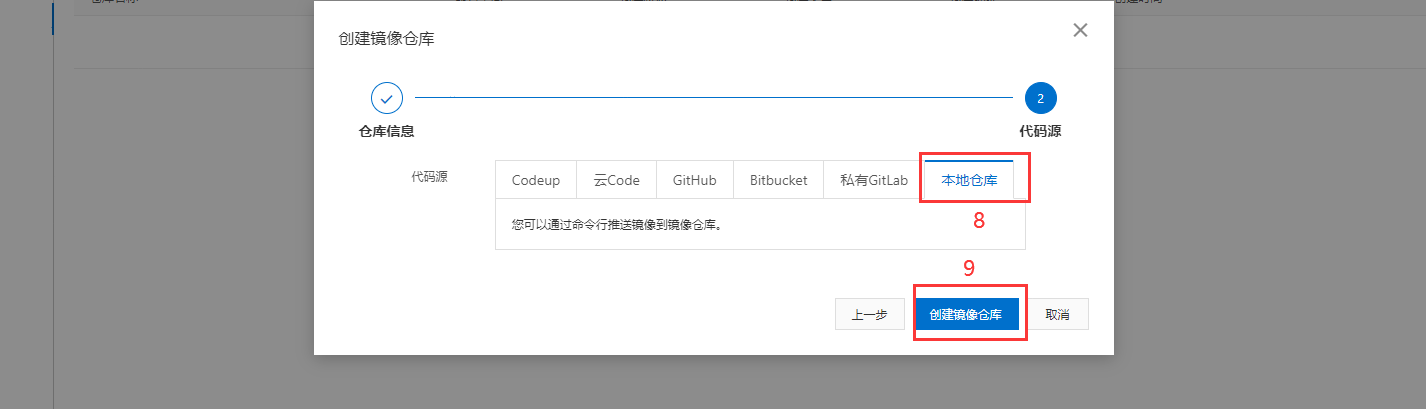 创建镜像仓库
2
仓库信息
代码源
代码源
Codeup
云Code
GitHub
Bitbucket
私有GitLab
本地仓库
您可以通过命令行推送镜像到镜像仓库。
8
9
上一步
创建镜像仓库
取消